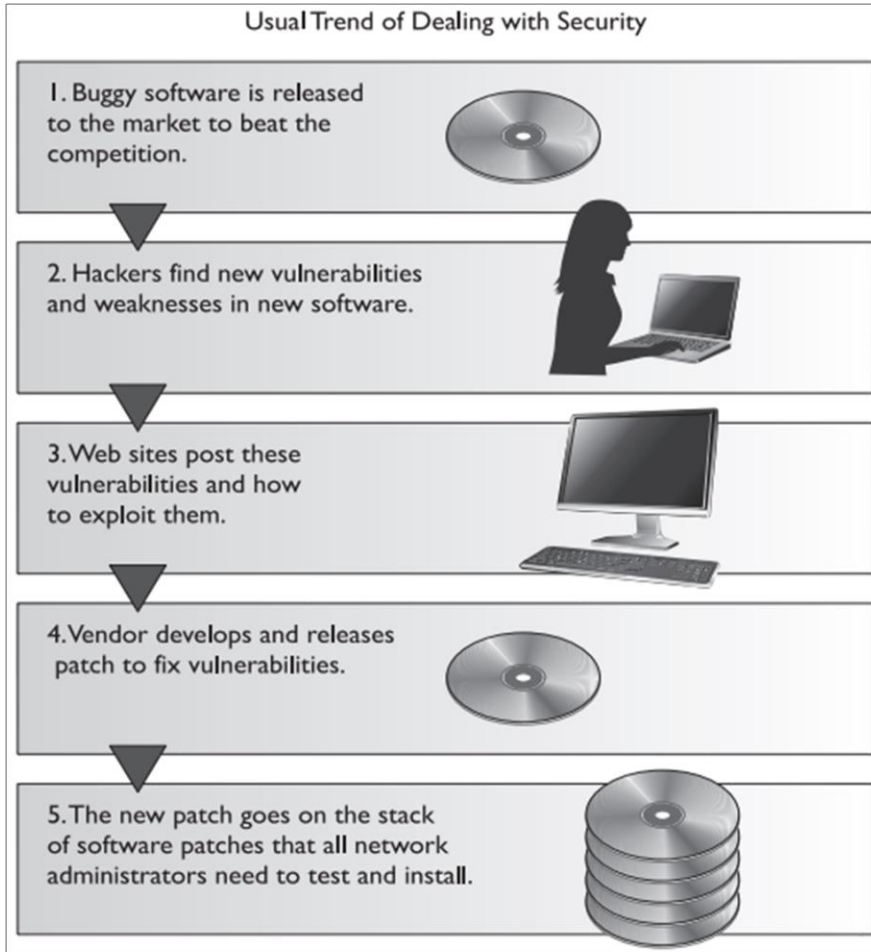 Usual Trend of Dealing with Security
1. Buggy software is released
to the market to beat the
competition.
2. Hackers find new vulnerabilities
and weaknesses in new software.
3. Web sites post these
vulnerabilities and how
to exploit them.
4. Vendor develops and releases
patch to fix vulnerabilities.
5. The new patch goes on the stack
of software patches that all network
administrators need to test and install.